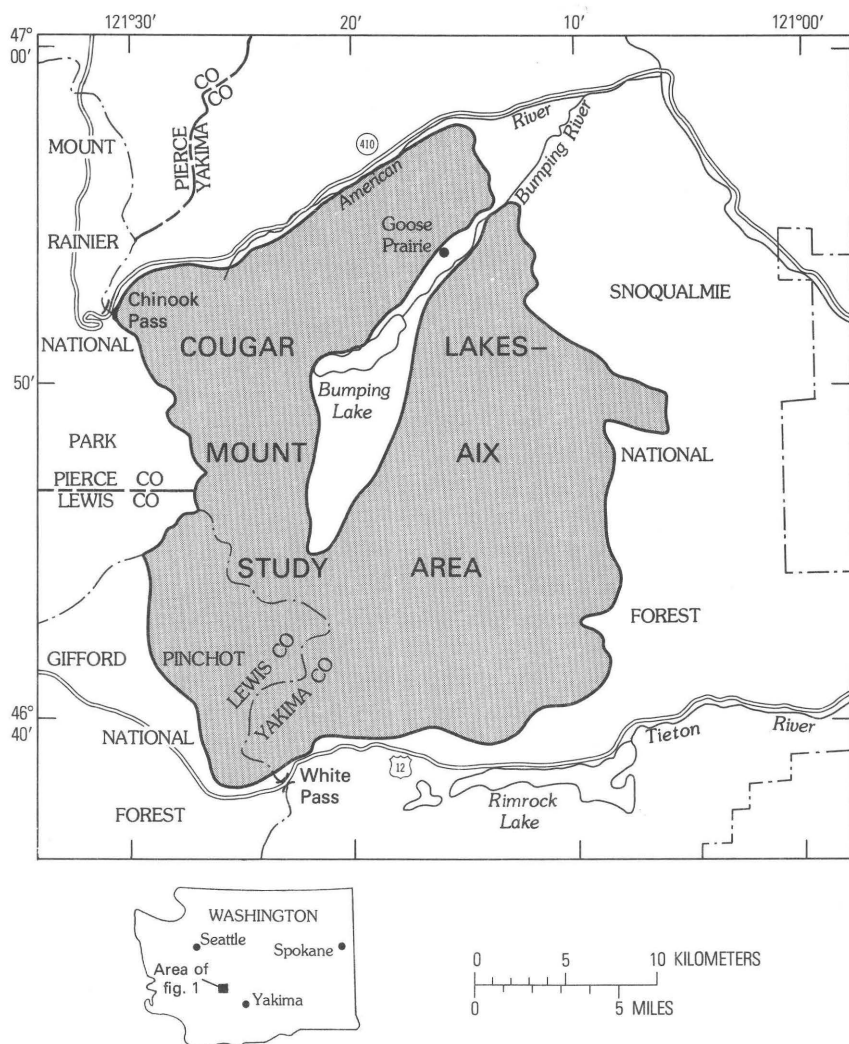 121°30'
20'
10'
121°00'
47°
00'
CO
CO
PIERCE
YAKIMA
410
American
River
Bumping River
MOUNT
RAINIER
NATIONAL
PARK
Goose
Prairie
Chinook
Pass
SNOQUALMIE
COUGAR
LAKES–
50'
Bumping
Lake
MOUNT
AIX
NATIONAL
PIERCE CO
LEWIS CO
STUDY
AREA
FOREST
GIFFORD
PINCHOT
LEWIS CO
YAKIMA CO
46°
40'
NATIONAL
FOREST
White
Pass
12
Tieton
River
Rimrock
Lake
WASHINGTON
Seattle
Spokane
Area of
fig. 1
Yakima
0 5 10 KILOMETERS
0 5 MILES